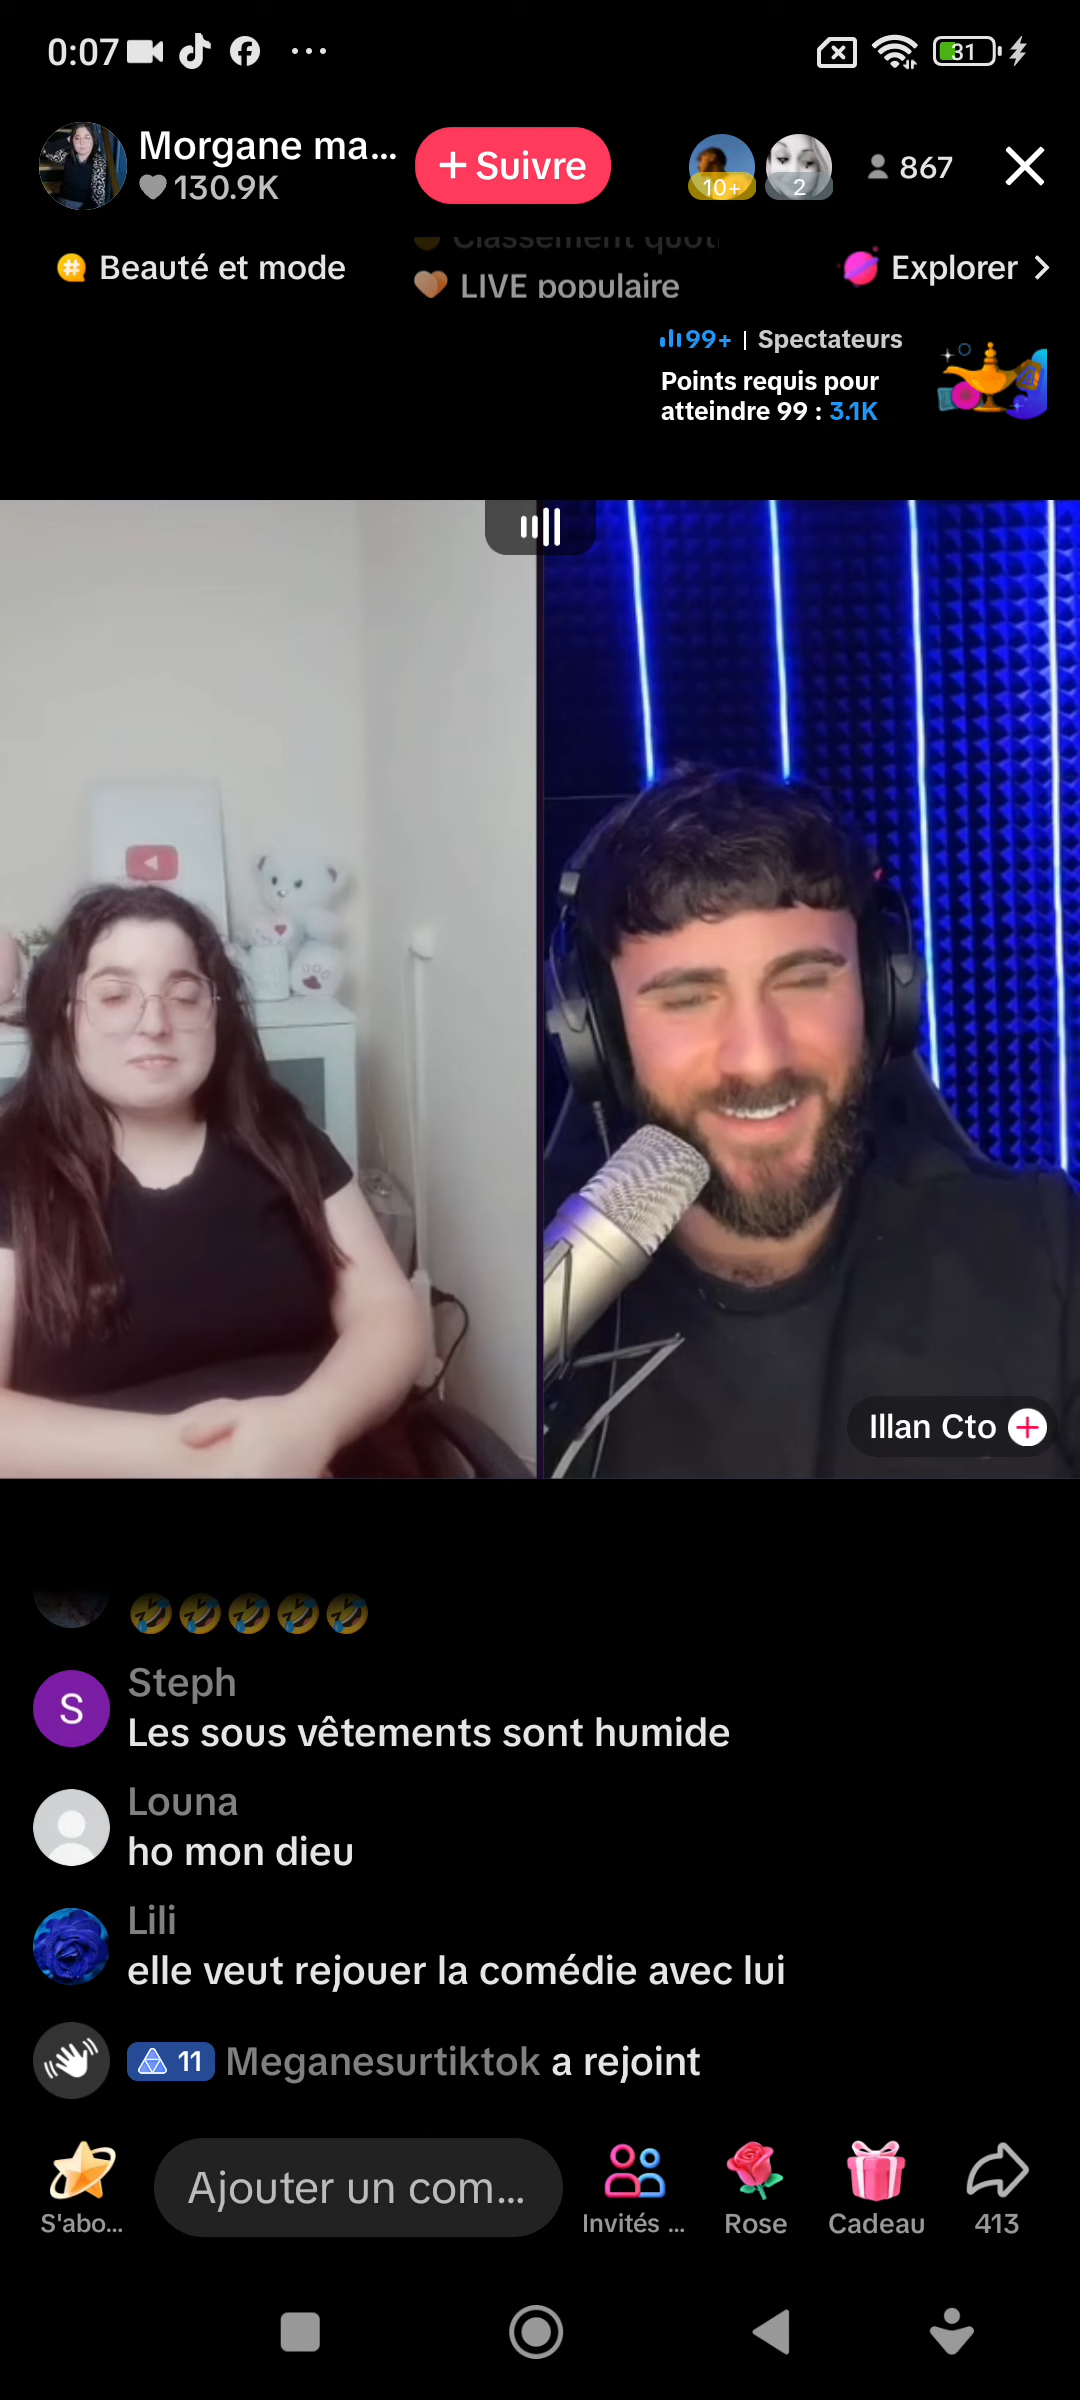 0:07
31
Morgane ma...
130.9K
+ Suivre
10+
2
867
Beauté et mode
Classement quoti
LIVE populaire
Explorer >
99+ | Spectateurs
Points requis pour
atteindre 99 : 3.1K
Illan Cto
🤣🤣🤣🤣🤣
S
Steph
Les sous vêtements sont humide
Louna
ho mon dieu
Lili
elle veut rejouer la comédie avec lui
11 Meganesurtiktok a rejoint
S'abo...
Ajouter un com...
Invités ...
Rose
Cadeau
413